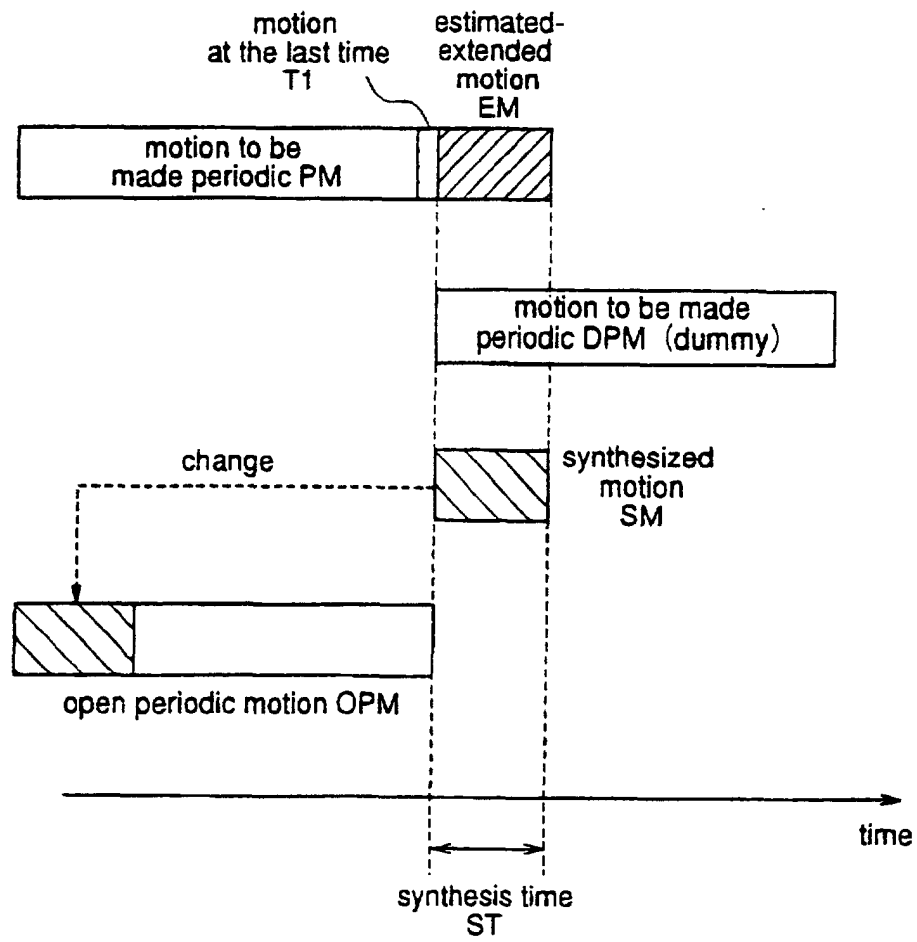 motion
at the last time
T1
estimated-
extended
motion
EM
motion to be
made periodic PM
motion to be made
periodic DPM (dummy)
change
synthesized
motion
SM
open periodic motion OPM
time
synthesis time
ST